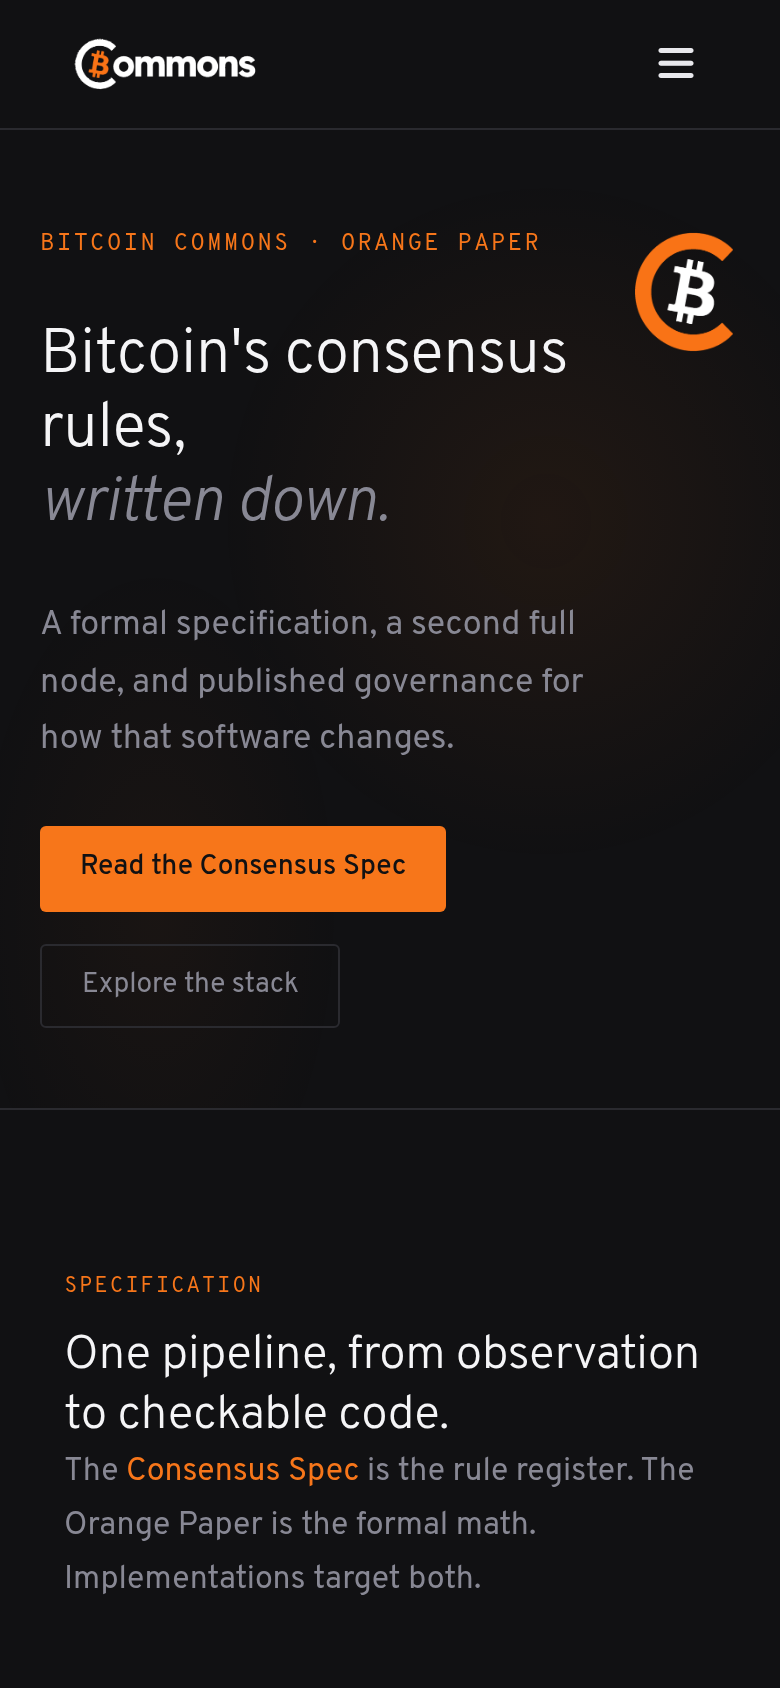 Commons
BITCOIN COMMONS · ORANGE PAPER
Bitcoin's consensus
rules,
written down.
A formal specification, a second full
node, and published governance for
how that software changes.
Read the Consensus Spec
Explore the stack
SPECIFICATION
One pipeline, from observation
to checkable code.
The Consensus Spec is the rule register. The
Orange Paper is the formal math.
Implementations target both.